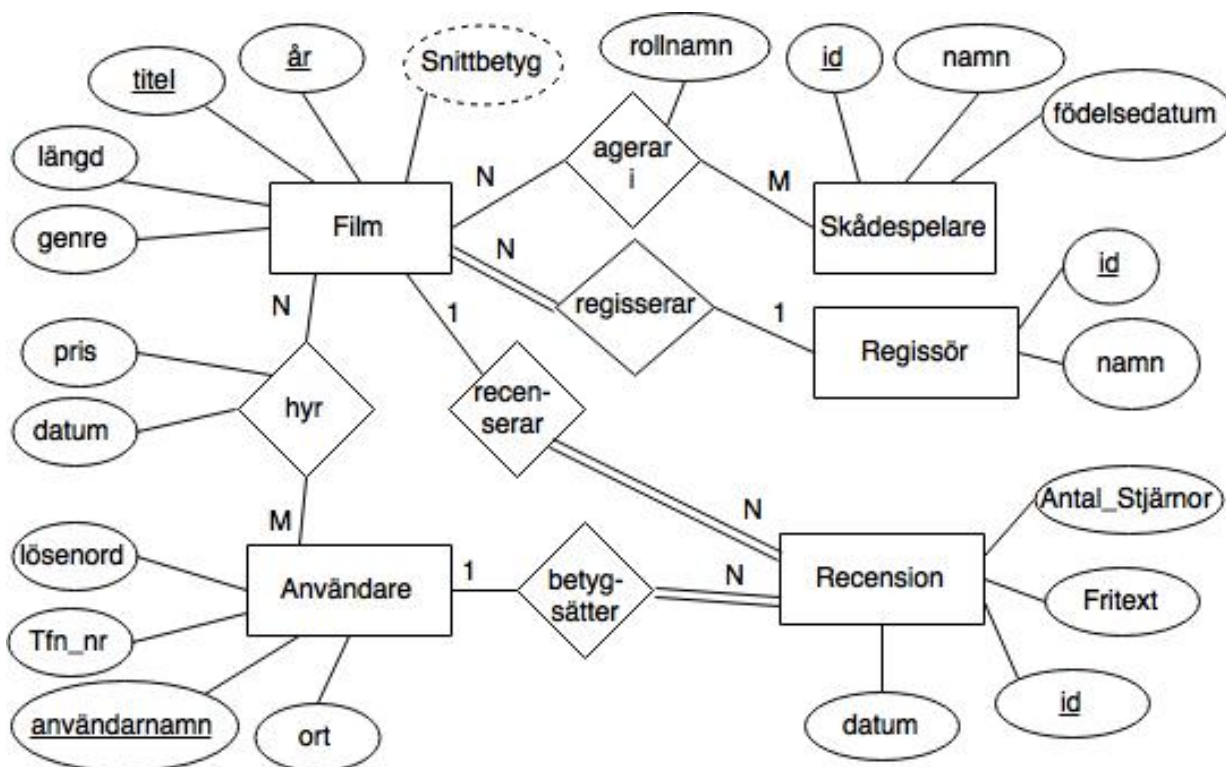 rollnamn
id
namn
år
Snittbetyg
titel
födelsedatum
längd
agerar
i
N
M
Film
Skådespelare
genre
N
id
N
regisserar
1
1
Regissör
pris
namn
recen-
serar
hyr
datum
Antal_Stjärnor
N
M
lösenord
1
betyg-
sätter
N
Användare
Recension
Fritext
Tfn_nr
id
användarnamn
ort
datum